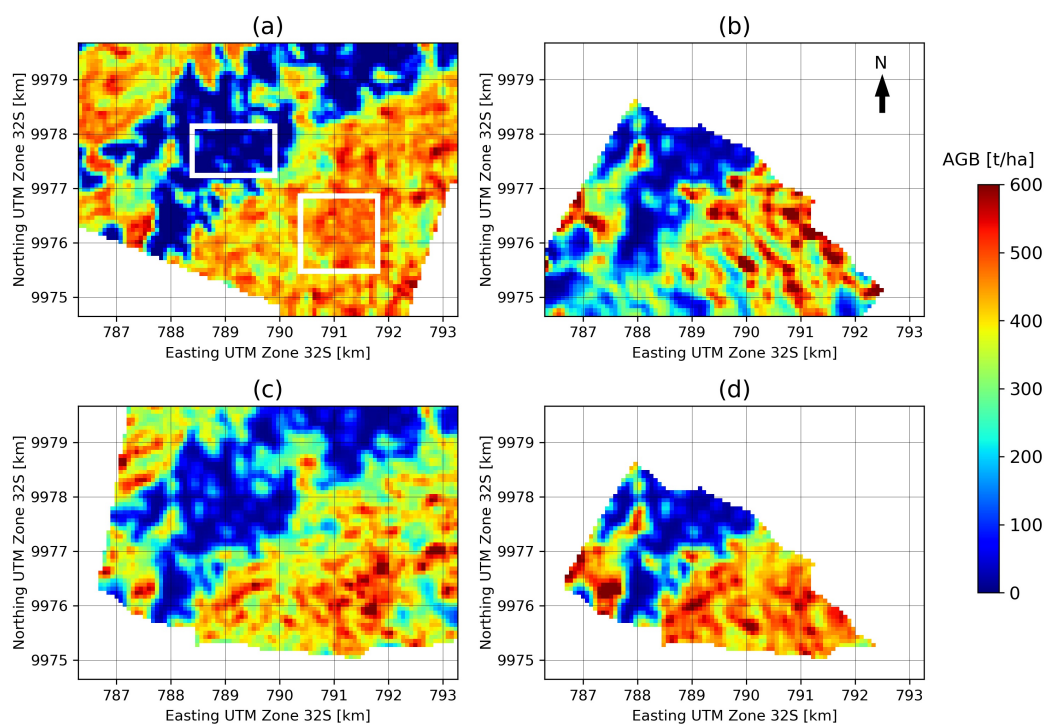 (a)
(b)
Northing UTM Zone 32S [km]
9979
9978
9977
9976
9975
787 788 789 790 791 792 793
Easting UTM Zone 32S [km]
Northing UTM Zone 32S [km]
9979
9978
9977
9976
9975
787 788 789 790 791 792 793
Easting UTM Zone 32S [km]
N
AGB [t/ha]
600
500
400
300
200
100
0
(c)
(d)
Northing UTM Zone 32S [km]
9979
9978
9977
9976
9975
787 788 789 790 791 792 793
Easting UTM Zone 32S [km]
Northing UTM Zone 32S [km]
9979
9978
9977
9976
9975
787 788 789 790 791 792 793
Easting UTM Zone 32S [km]